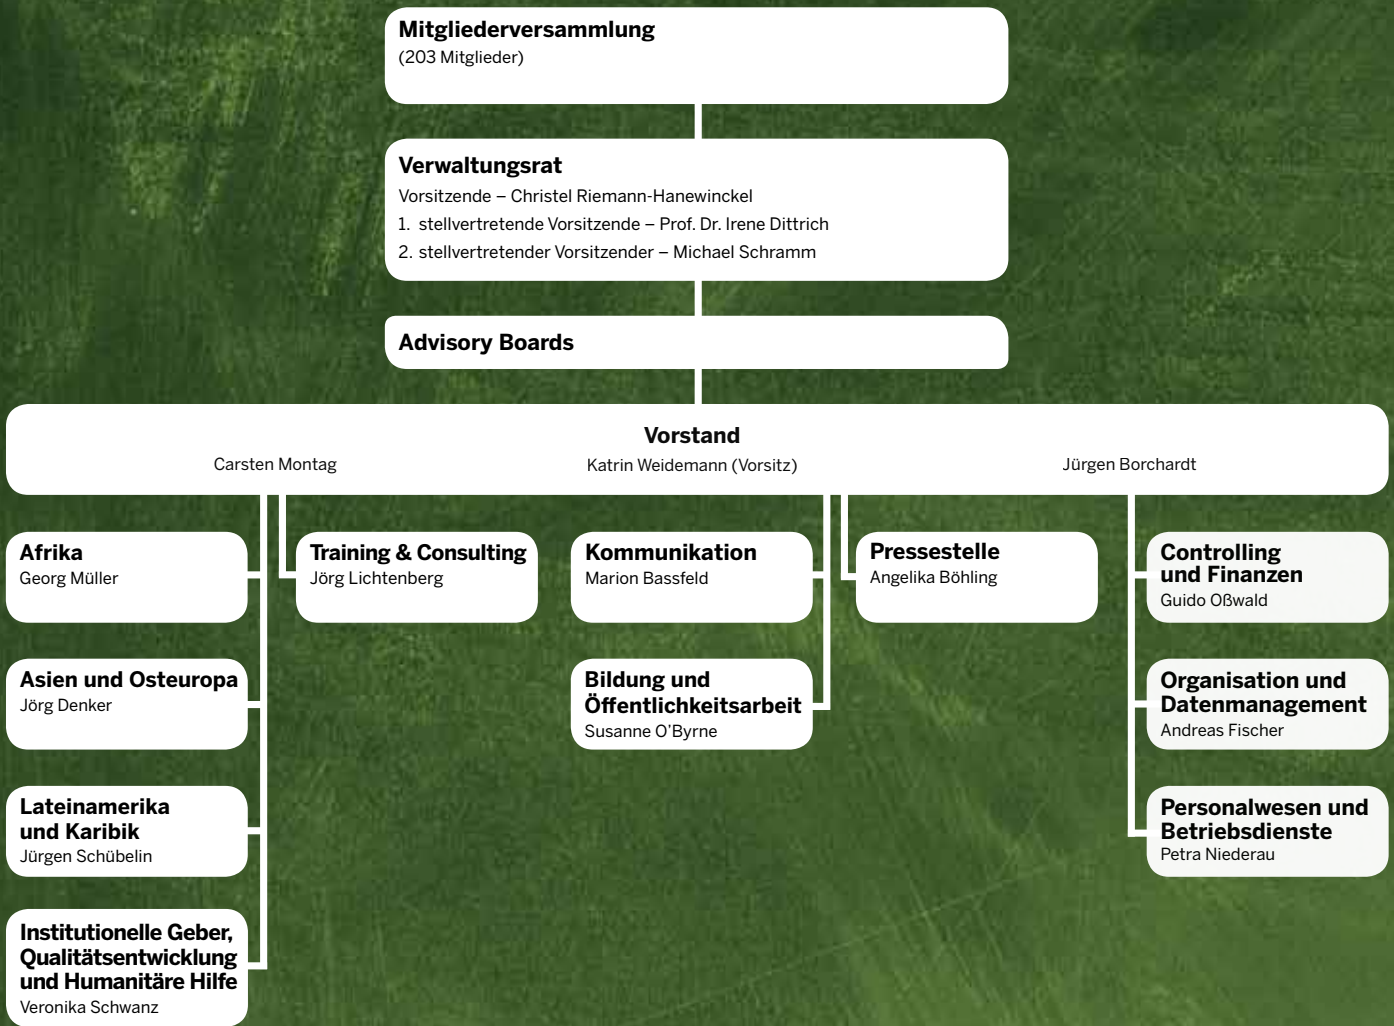 Mitgliederversammlung
(203 Mitglieder)
Verwaltungsrat
Vorsitzende – Christel Riemann-Hanewinckel
1. stellvertretende Vorsitzende – Prof. Dr. Irene Dittrich
2. stellvertretender Vorsitzender – Michael Schramm
Advisory Boards
Vorstand
Carsten Montag
Katrin Weidemann (Vorsitz)
Jürgen Borchardt
Afrika
Georg Müller
Training & Consulting
Jörg Lichtenberg
Kommunikation
Marion Bassfeld
Pressestelle
Angelika Böhling
Controlling
und Finanzen
Guido Oßwald
Asien und Osteuropa
Jörg Denker
Bildung und
Öffentlichkeitsarbeit
Susanne O’Byrne
Organisation und
Datenmanagement
Andreas Fischer
Lateinamerika
und Karibik
Jürgen Schübelin
Personalwesen und
Betriebsdienste
Petra Niederau
Institutionelle Geber,
Qualitätsentwicklung
und Humanitäre Hilfe
Veronika Schwanz